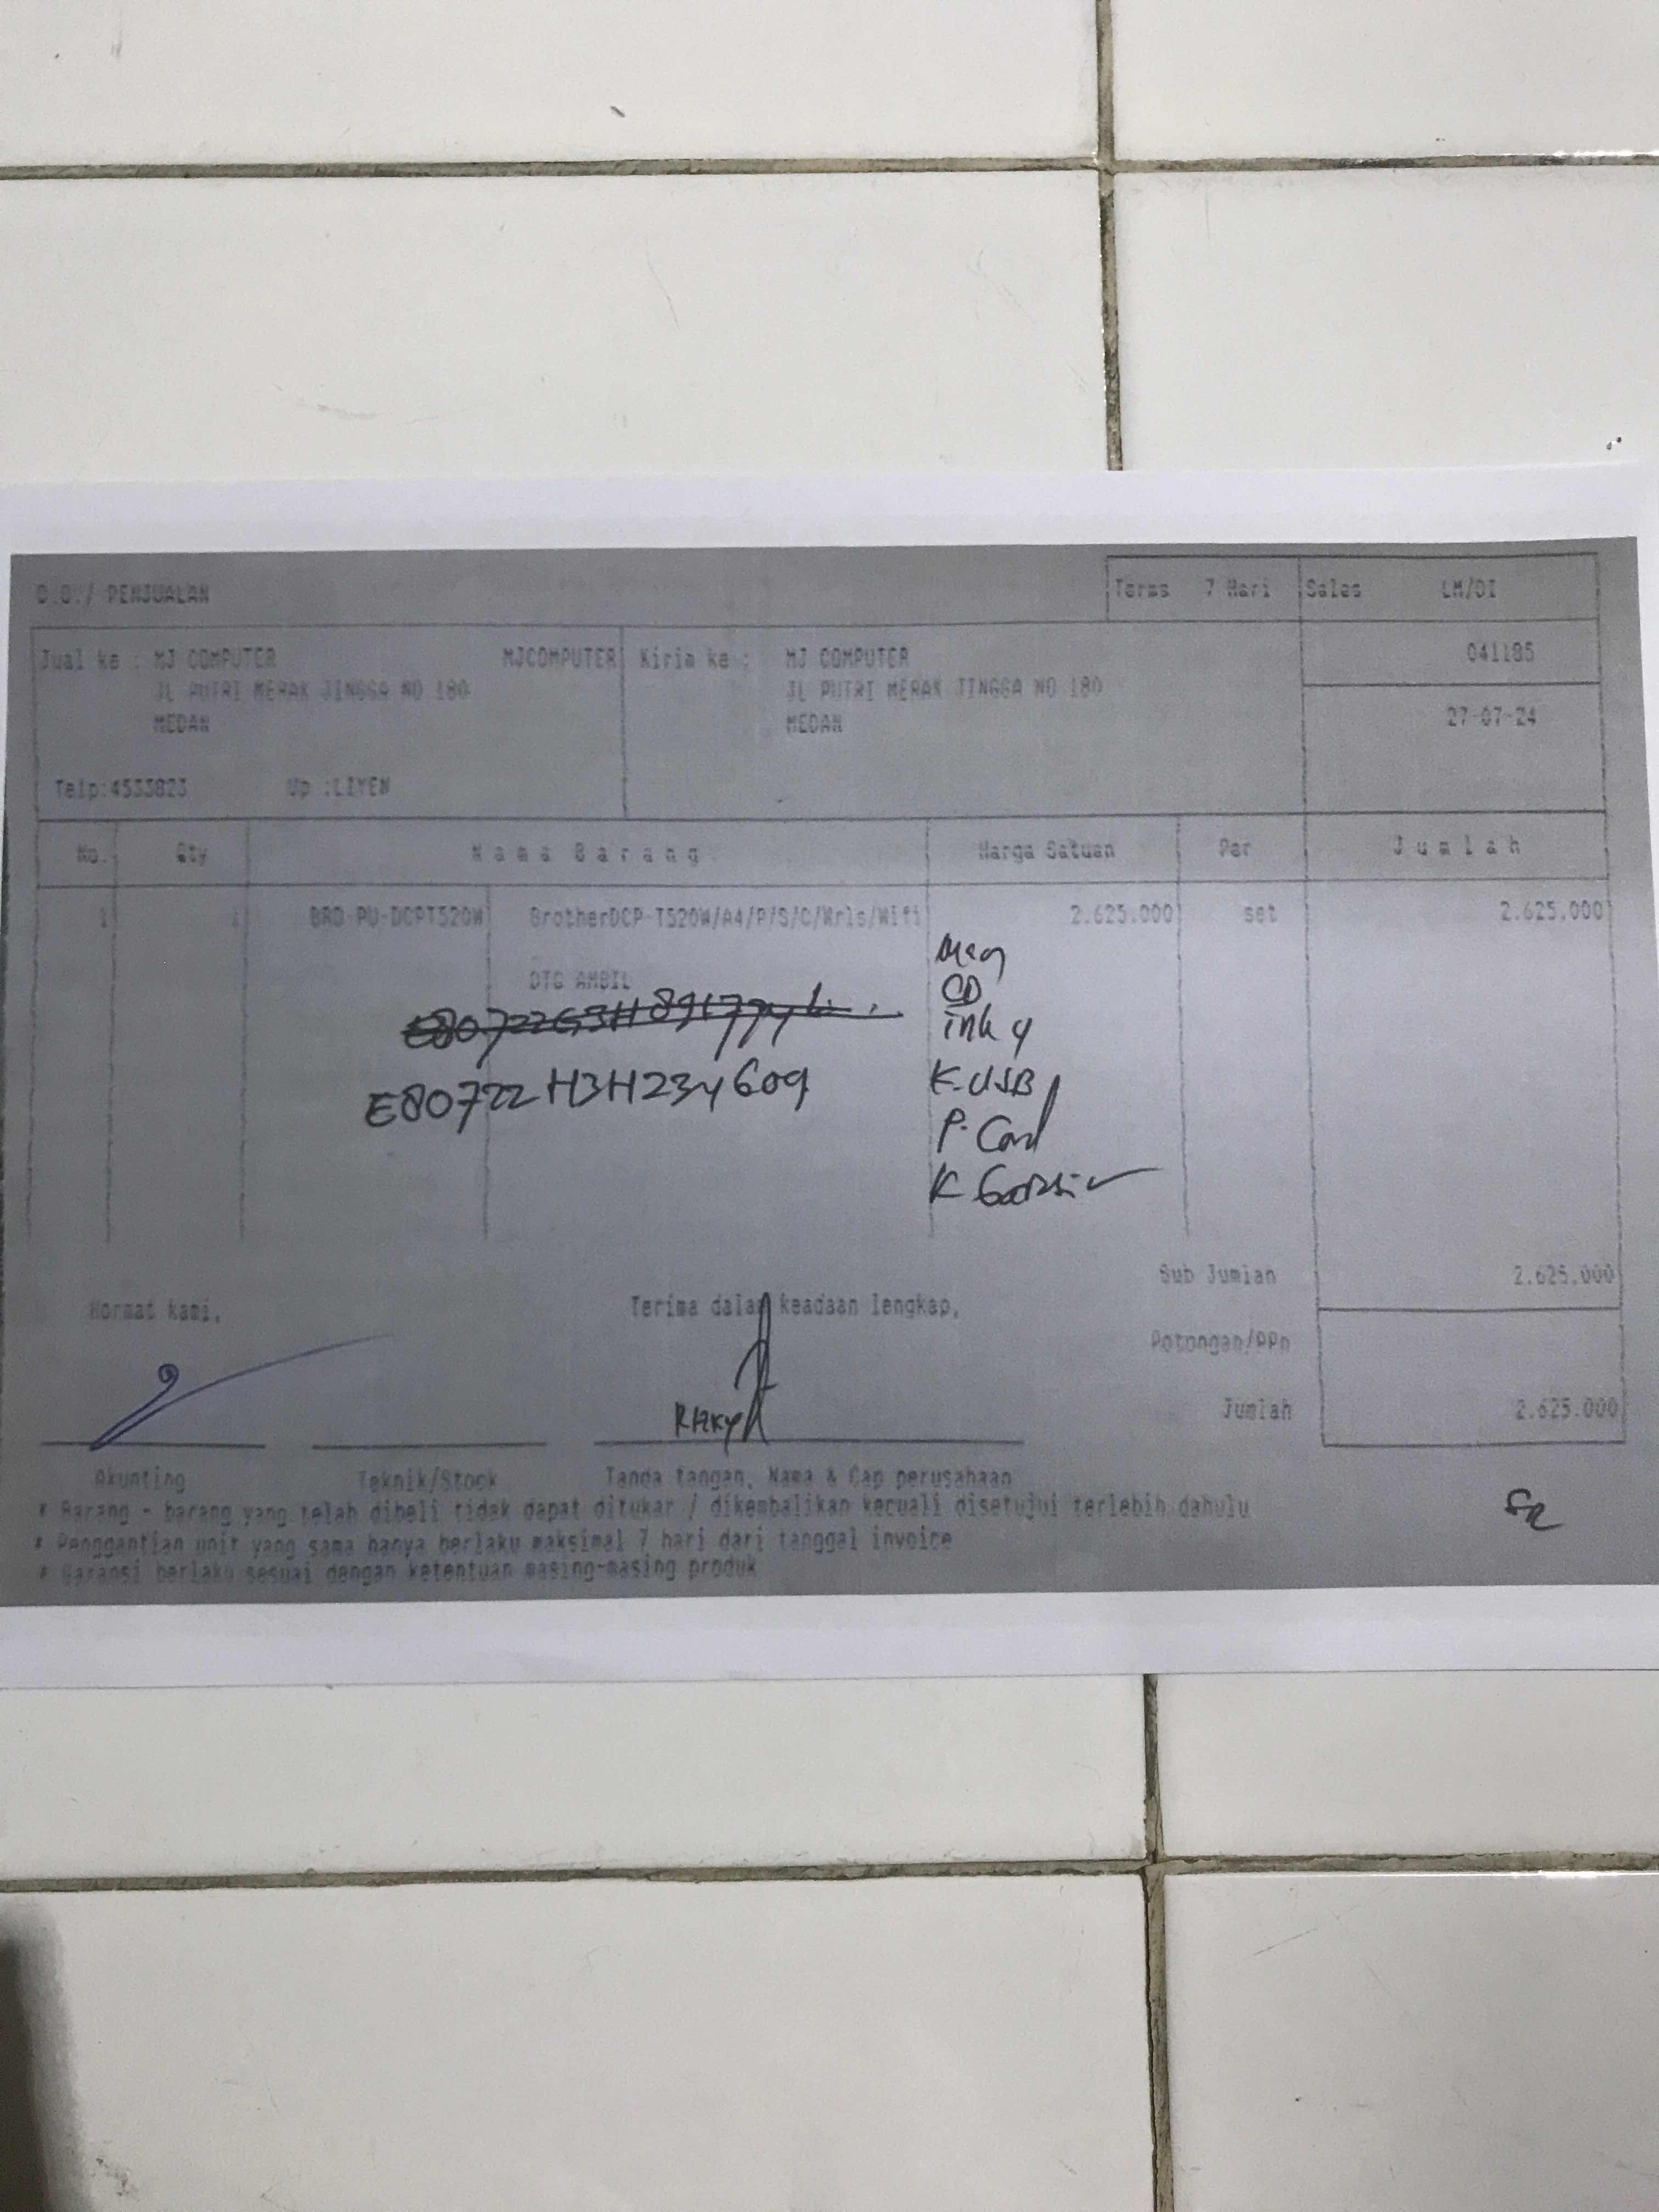 D.O./ PENJUALAN
Terms 7 Hari Sales LM/DI
Jual ke : MJ COMPUTER MJCOMPUTER Kirim ke : MJ COMPUTER 041185
JL PUTRI MERAK JINGGA NO 180 JL PUTRI MERAK JINGGA NO 180
MEDAN MEDAN 27-07-24
Telp:4533823 Up :LIYEN
No. Qty Nama Barang Harga Satuan Per Jumlah
1 1 BRO-PU-DCPT520W BrotherDCP-T520W/A4/P/S/C/Wrls/Wifi 2.625.000 set 2.625.000
DTG AMBIL
CD
ink 4
E80722H3H234609
K.USB
P. Card
K Garansi
Sub Jumlah 2.625.000
Hormat kami, Terima dalam keadaan lengkap,
Potongan/PPn
Rizky
Jumlah 2.625.000
Akunting Teknik/Stock Tanda tangan, Nama & Cap perusahaan
* Barang - barang yang telah dibeli tidak dapat ditukar / dikembalikan kecuali disetujui terlebih dahulu
* Penggantian unit yang sama hanya berlaku maksimal 7 hari dari tanggal invoice
* Garansi berlaku sesuai dengan ketentuan masing-masing produk